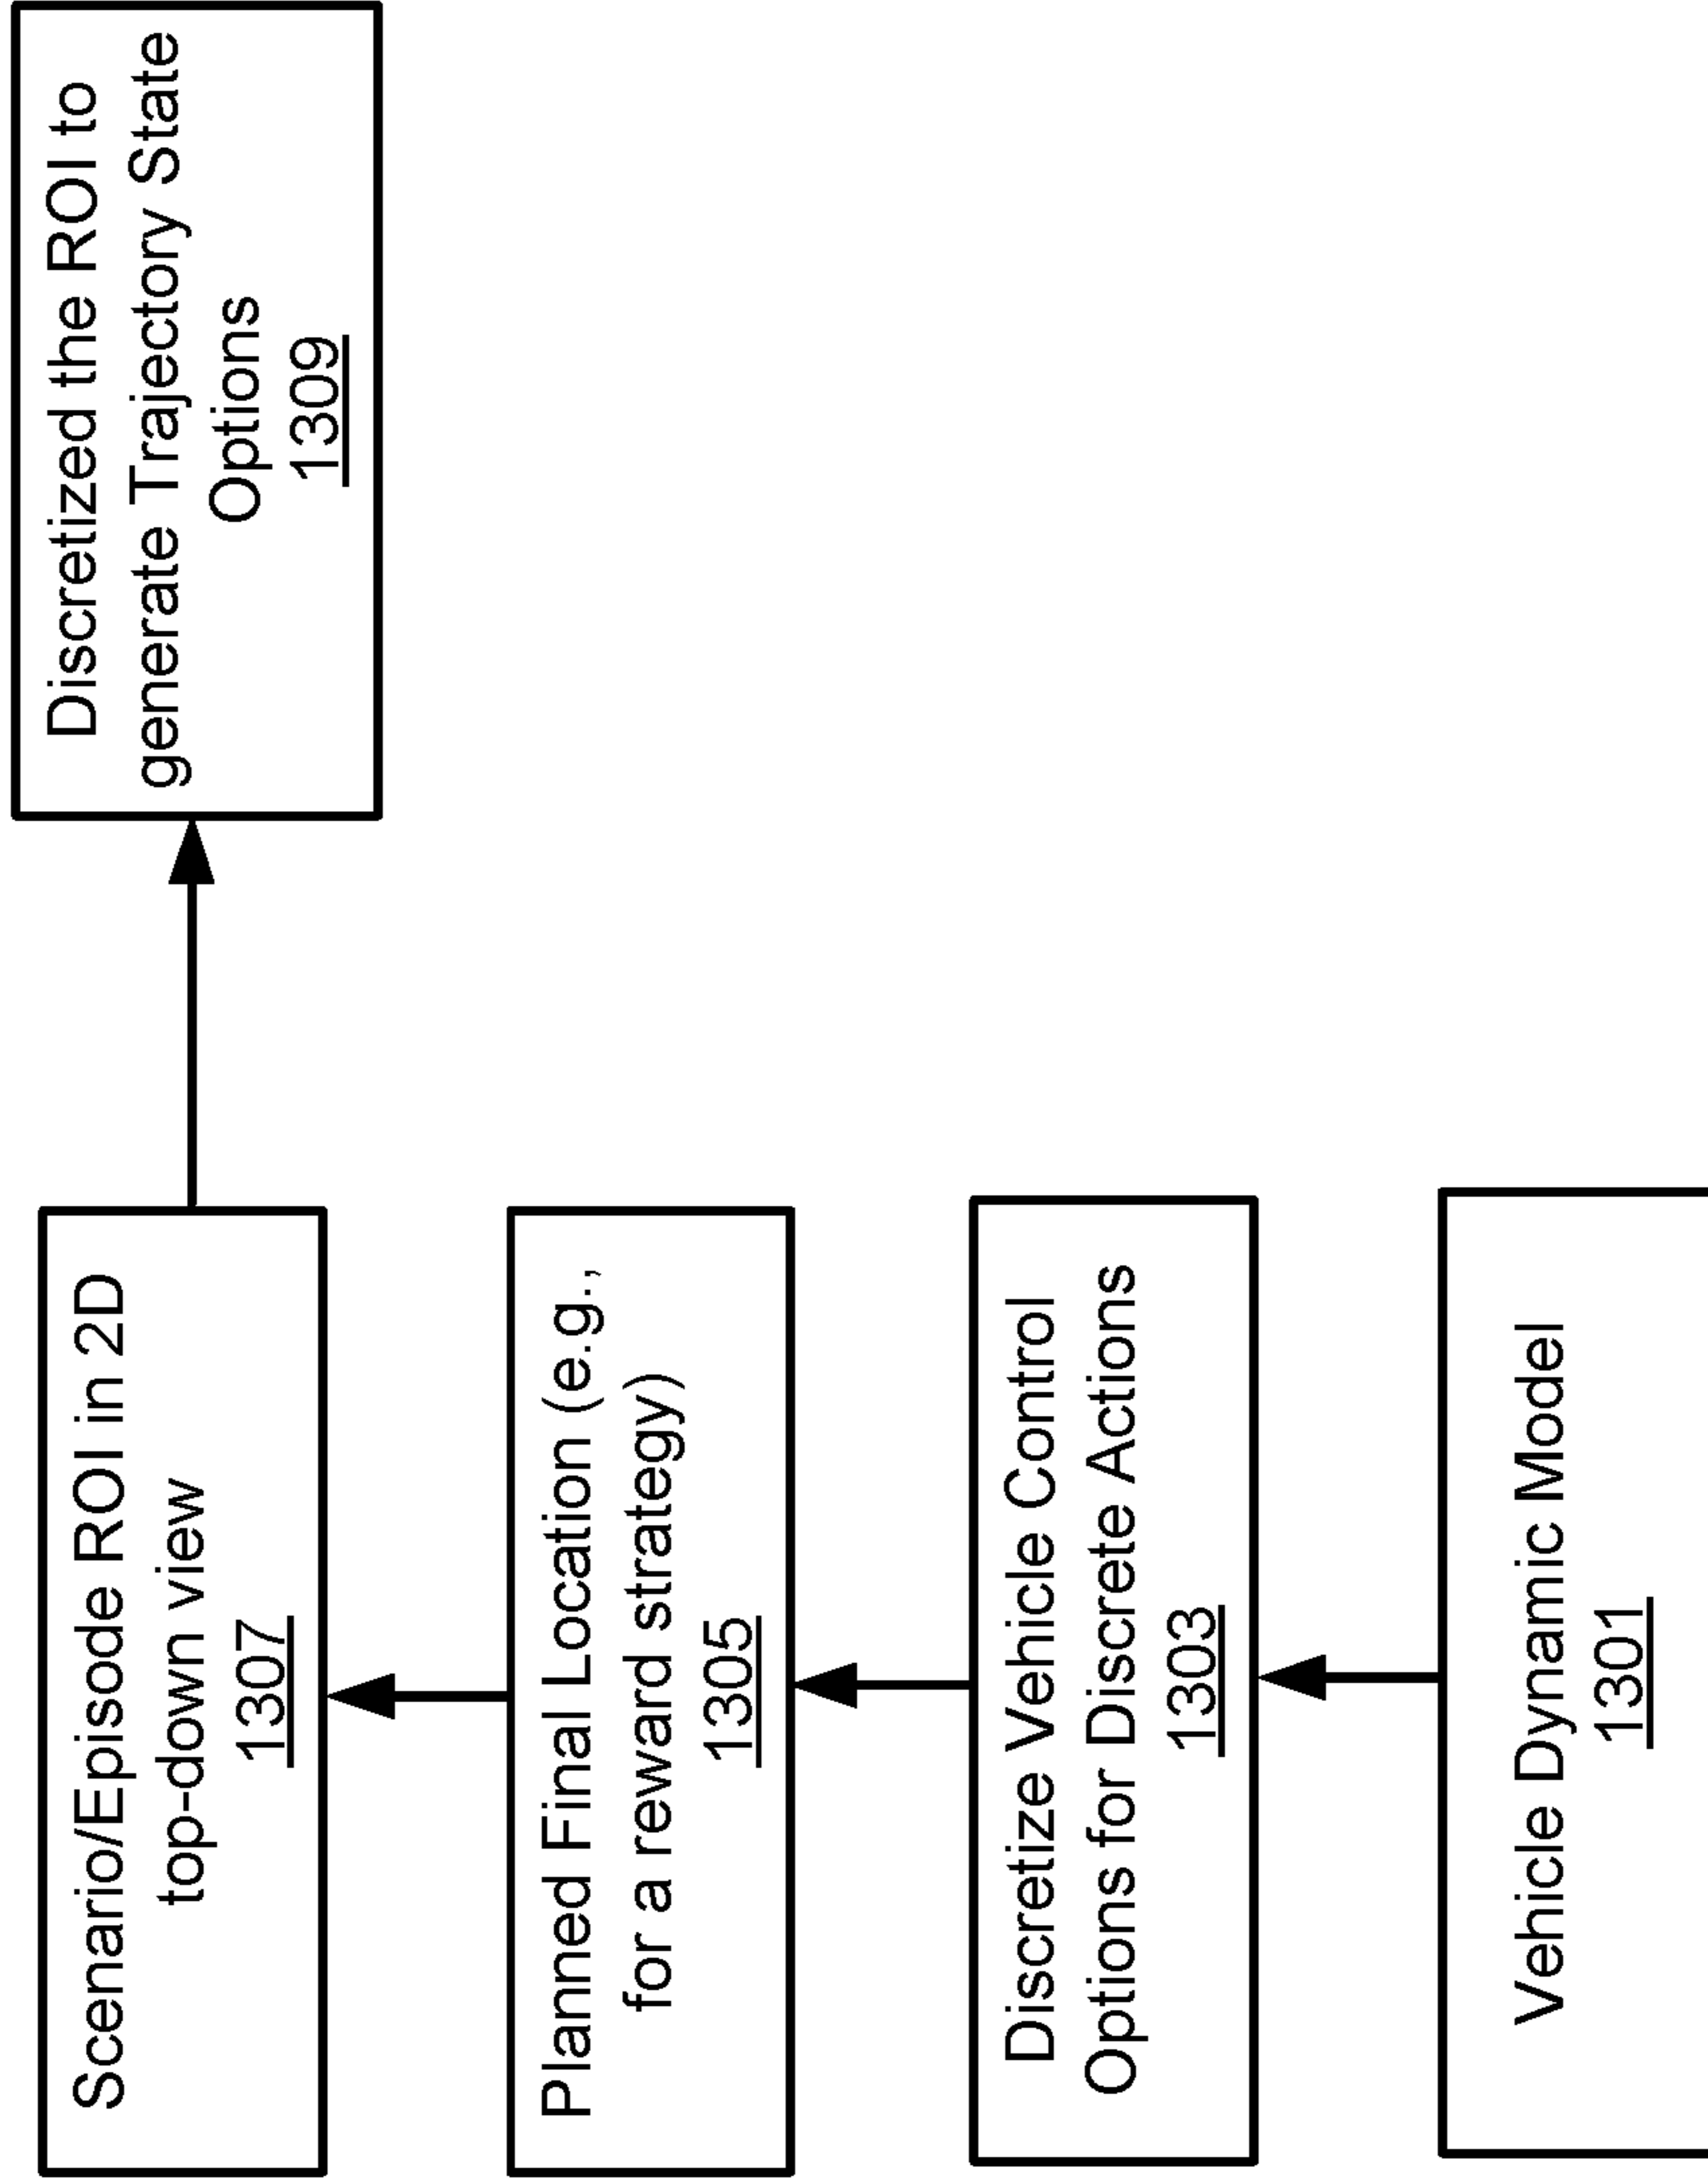 Scenario/Episode ROI in 2D
top-down view
1307
Discretized the ROI to
generate Trajectory State
Options
1309
Planned Final Location (e.g.,
for a reward strategy)
1305
Discretize Vehicle Control
Options for Discrete Actions
1303
Vehicle Dynamic Model
1301